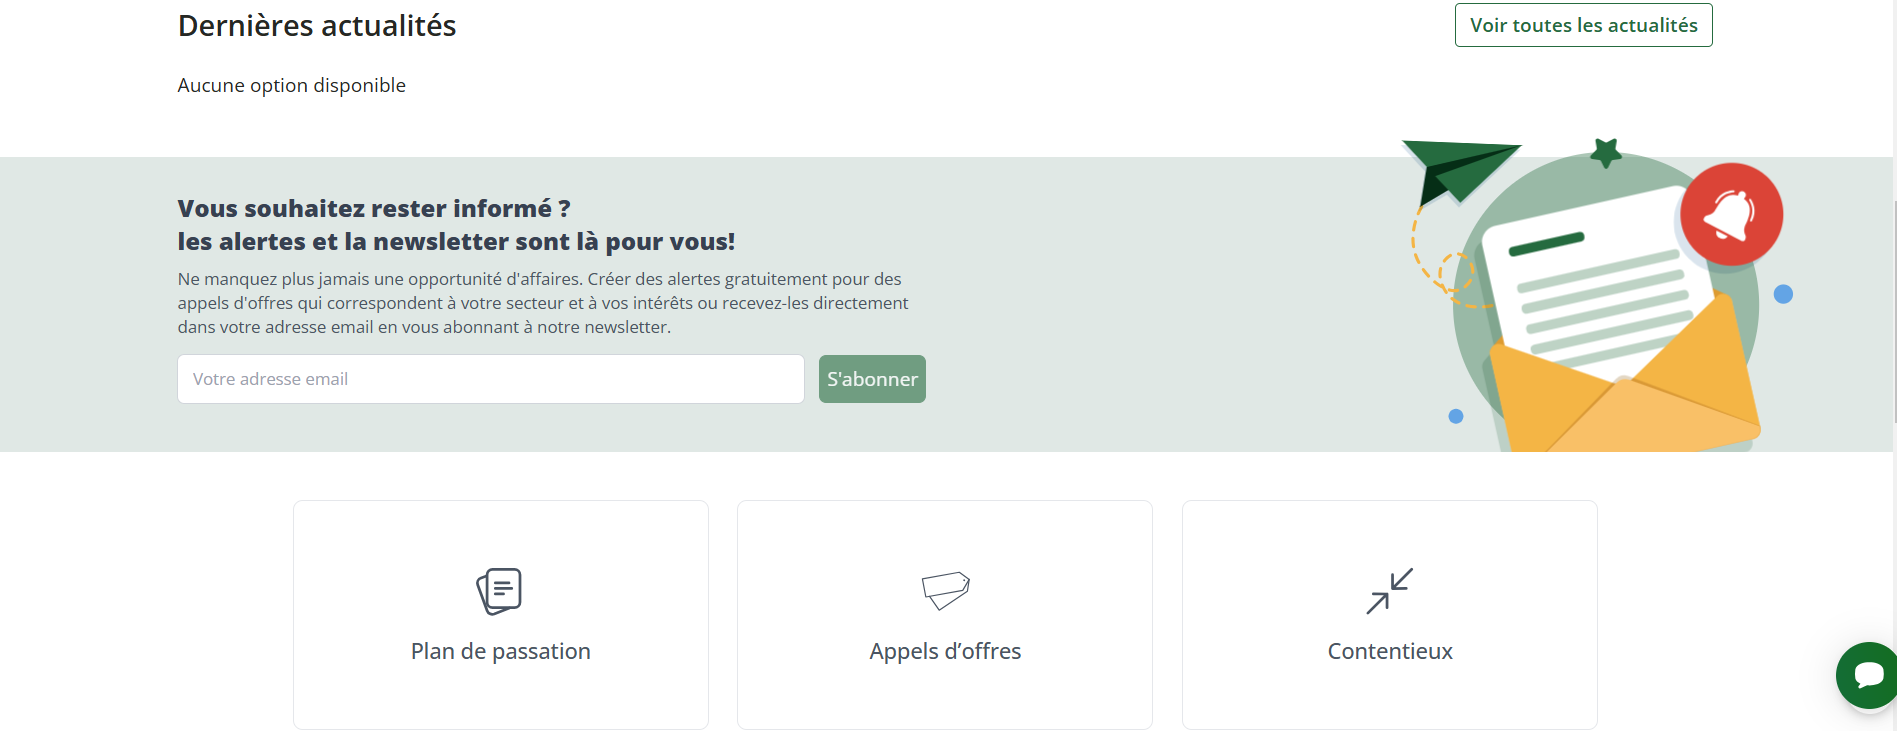 Dernières actualités
Voir toutes les actualités
Aucune option disponible
Vous souhaitez rester informé ?
les alertes et la newsletter sont là pour vous!
Ne manquez plus jamais une opportunité d'affaires. Créer des alertes gratuitement pour des
appels d'offres qui correspondent à votre secteur et à vos intérêts ou recevez-les directement
dans votre adresse email en vous abonnant à notre newsletter.
Votre adresse email
S'abonner
Plan de passation
Appels d’offres
Contentieux